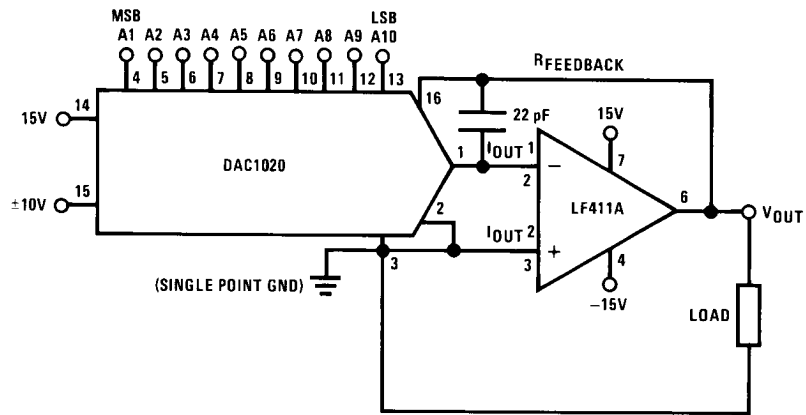 MSB LSB
A1 A2 A3 A4 A5 A6 A7 A8 A9 A10
4 5 6 7 8 9 10 11 12 13
16
RFEEDBACK
22 pF
15V 14
DAC1020
1
IOUT 1
2
−
15V
7
LF411A
6
VOUT
±10V 15
2
IOUT 2
3
+
4
−15V
3
(SINGLE POINT GND)
LOAD